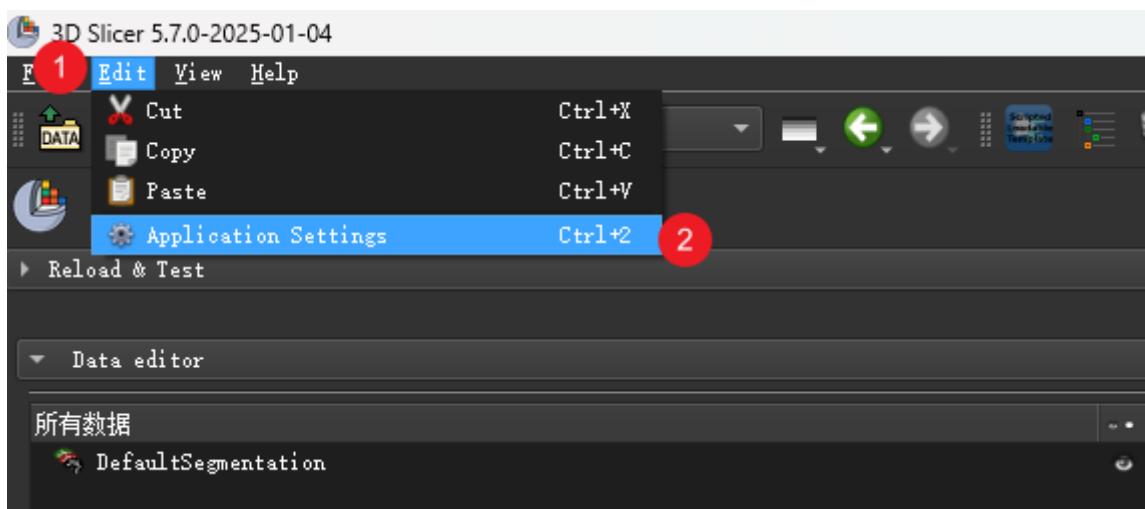 3D Slicer 5.7.0-2025-01-04
1 Edit View Help
DATA
Cut Ctrl+X
Copy Ctrl+C
Paste Ctrl+V
Application Settings Ctrl+2 2
Reload & Test
Data editor
所有数据
DefaultSegmentation